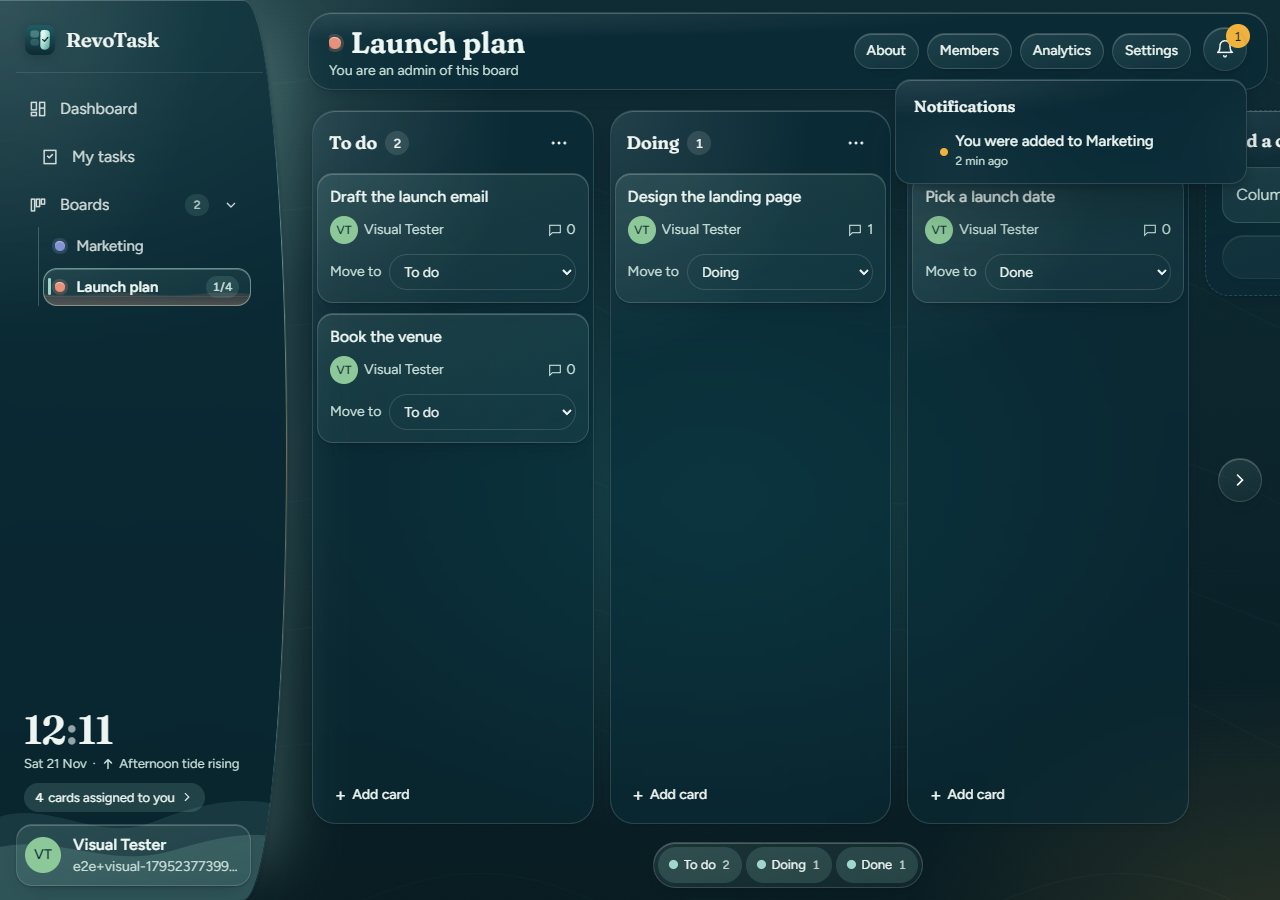 RevoTask
Dashboard
My tasks
Boards 2
Marketing
Launch plan 1/4
12:11
Sat 21 Nov · ↑ Afternoon tide rising
4 cards assigned to you
VT Visual Tester
e2e+visual-17952377399...
Launch plan
You are an admin of this board
About Members Analytics Settings 1
Notifications
You were added to Marketing
2 min ago
To do 2 ...
Draft the launch email
VT Visual Tester 0
Move to To do
Book the venue
VT Visual Tester 0
Move to To do
+ Add card
Doing 1 ...
Design the landing page
VT Visual Tester 1
Move to Doing
+ Add card
Pick a launch date
VT Visual Tester 0
Move to Done
+ Add card
d a c
Colum
To do 2 Doing 1 Done 1